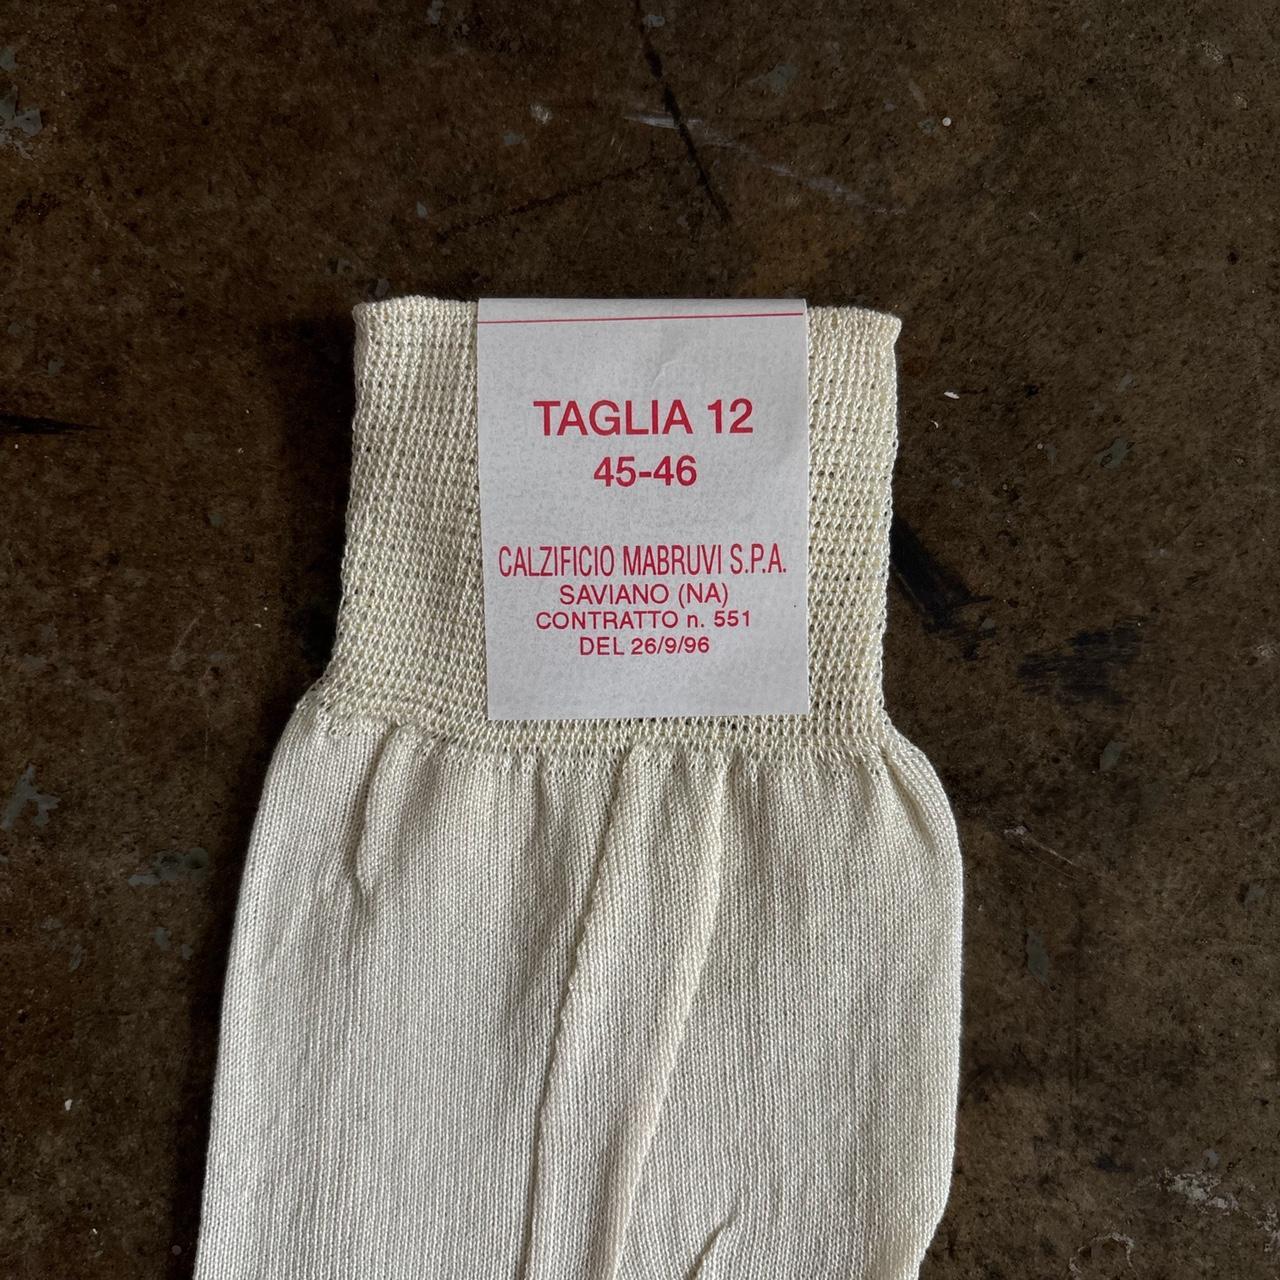 TAGLIA 12
45-46
CALZIFICIO MABRUVI S.P.A.
SAVIANO (NA)
CONTRATTO n. 551
DEL 26/9/96